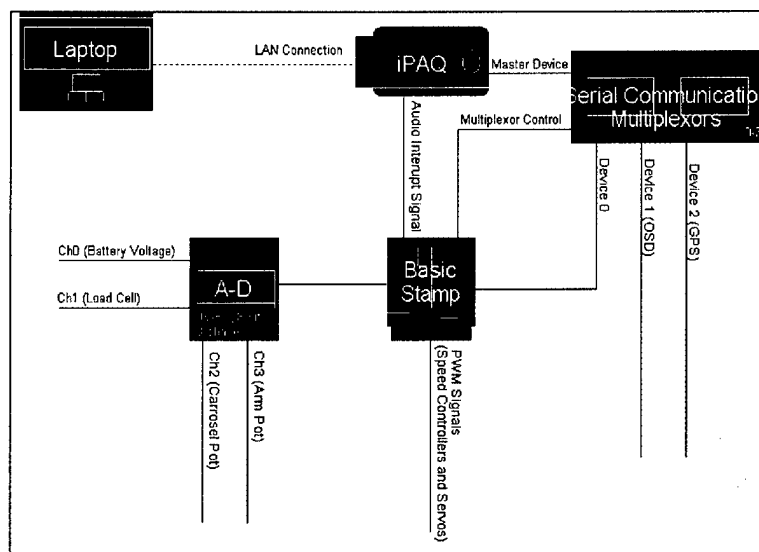 Laptop
LAN Connection
iPAQ
Master Device
Serial Communication
Multiplexors
Audio Interupt Signal
Multiplexor Control
Device 0
Device 1 (OSD)
Device 2 (GPS)
Ch0 (Battery Voltage)
Ch1 (Load Cell)
A-D
Basic
Stamp
Ch2 (Carrosel Pot)
Ch3 (Arm Pot)
PWM Signals
(Speed Controllers and Servos)